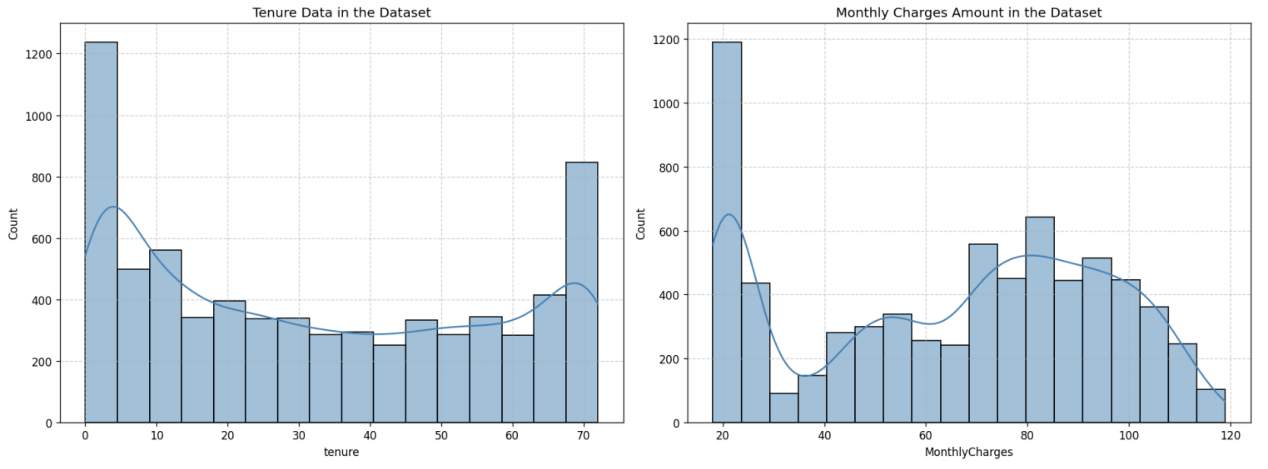 Tenure Data in the Dataset
1200
1000
800
600
400
200
0
Count
0 10 20 30 40 50 60 70
tenure
Monthly Charges Amount in the Dataset
1200
1000
800
600
400
200
0
Count
20 40 60 80 100 120
MonthlyCharges